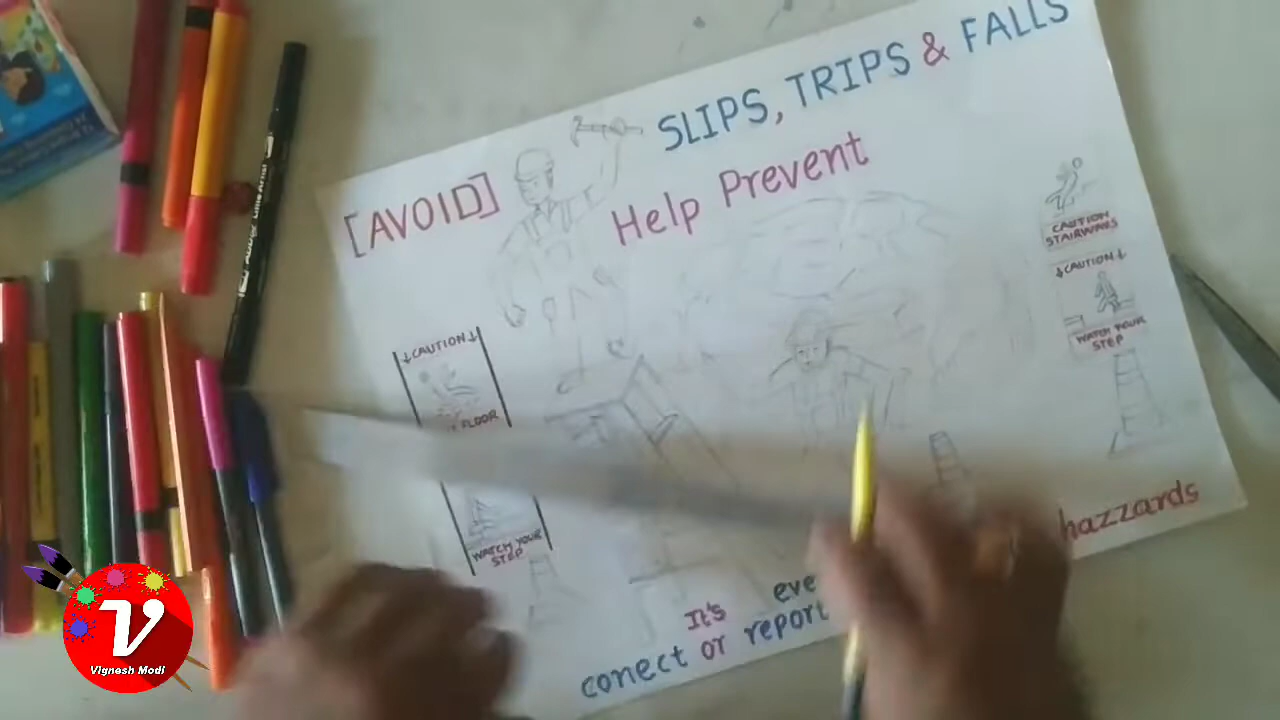 SLIPS, TRIPS & FALLS
[AVOID]
Help Prevent
CAUTION
STAIRWAYS
↓CAUTION↓
WATCH YOUR
STEP
↓CAUTION↓
FLOOR
WATCH YOUR
STEP
hazzards
It's eve
conect or report
V
Vignesh Modi